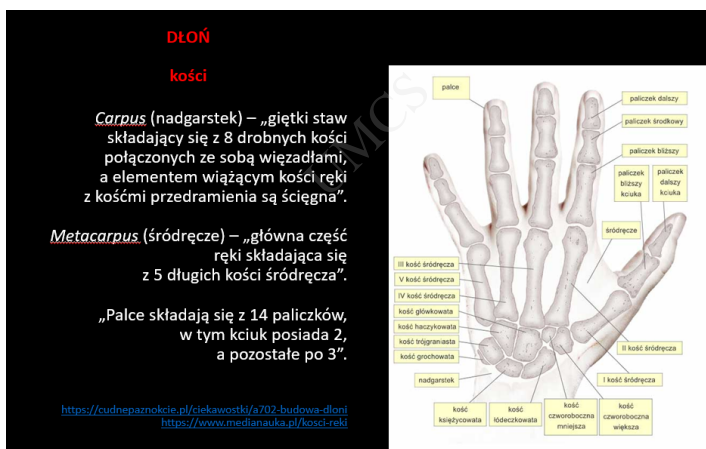 DŁOŃ
kości
Carpus (nadgarstek) – „giętki staw
składający się z 8 drobnych kości
połączonych ze sobą więzadłami,
a elementem wiążącym kości ręki
z kośćmi przedramienia są ścięgna”.
Metacarpus (śródręcze) – „główna część
ręki składająca się
z 5 długich kości śródręcza”.
„Palce składają się z 14 paliczków,
w tym kciuk posiada 2,
a pozostałe po 3”.
https://cudnepaznokcie.pl/ciekawostki/a702-budowa-dloni
https://www.medianauka.pl/kosci-reki
UMCS
palce
paliczek dalszy
paliczek środkowy
paliczek bliższy
paliczek
bliższy
kciuka
paliczek
dalszy
kciuka
śródręcze
III kość śródręcza
V kość śródręcza
IV kość śródręcza
kość główkowata
kość haczykowata
kość trójgraniasta
kość grochowata
nadgarstek
II kość śródręcza
I kość śródręcza
kość
księżycowata
kość
łódeczkowata
kość
czworoboczna
mniejsza
kość
czworoboczna
większa